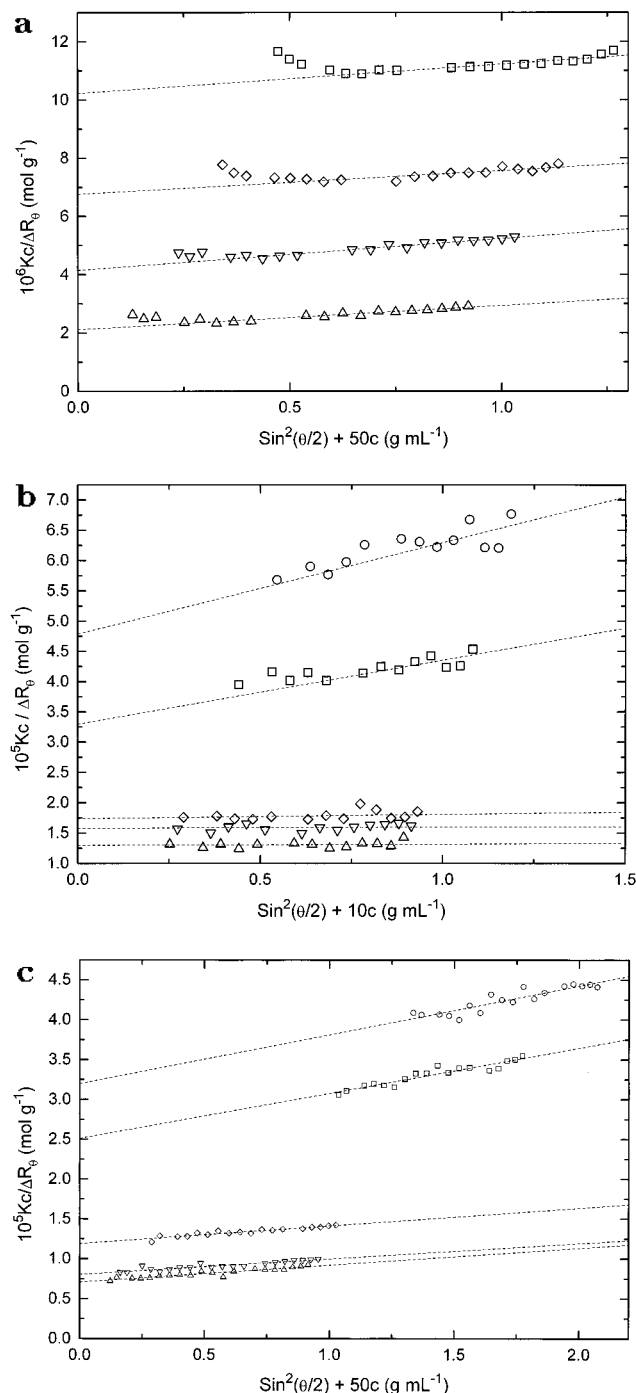 a
12
10
8
6
4
2
0
10⁶Kc/ΔR_θ (mol g⁻¹)
0.0 0.5 1.0
Sin²(θ/2) + 50c (g mL⁻¹)
b
7.0
6.5
6.0
5.5
5.0
4.5
4.0
3.5
3.0
2.5
2.0
1.5
1.0
10⁵Kc / ΔR_θ (mol g⁻¹)
0.0 0.5 1.0 1.5
Sin²(θ/2) + 10c (g mL⁻¹)
c
4.5
4.0
3.5
3.0
2.5
2.0
1.5
1.0
0.5
0.0
10⁵Kc/ΔR_θ (mol g⁻¹)
0.0 0.5 1.0 1.5 2.0
Sin²(θ/2) + 50c (g mL⁻¹)